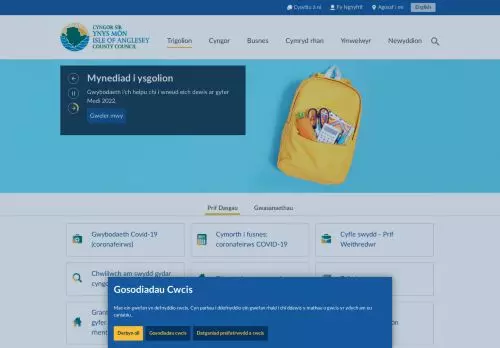 Cysylltu â ni
Fy Nghyfrif
Agosaf i mi
English
CYNGOR SIR
YNYS MÔN
ISLE OF ANGLESEY
COUNTY COUNCIL
Trigolion
Cyngor
Busnes
Cymryd rhan
Ymwelwyr
Newyddion
Mynediad i ysgolion
Gwybodaeth i'ch helpu chi i wneud eich dewis ar gyfer
Medi 2022.
Gweler mwy
Prif Dasgau
Gwasanaethau
Gwybodaeth Covid-19
(coronafeirws)
Cymorth i fusnes:
coronafeirws COVID-19
Cyfle swydd - Prif
Weithredwr
Chwiliwch am swydd gyda'r
Gosodiadau Cwcis
Mae ein gwefan yn defnyddio cwcis. Cyn parhau i ddefnyddio ein gwefan rhaid i chi ddewis y mathau o gwcis yr ydych am eu
caniatáu.
Derbyn all
Gosodiadau cwcis
Datganiad preifatrwydd a cwcis